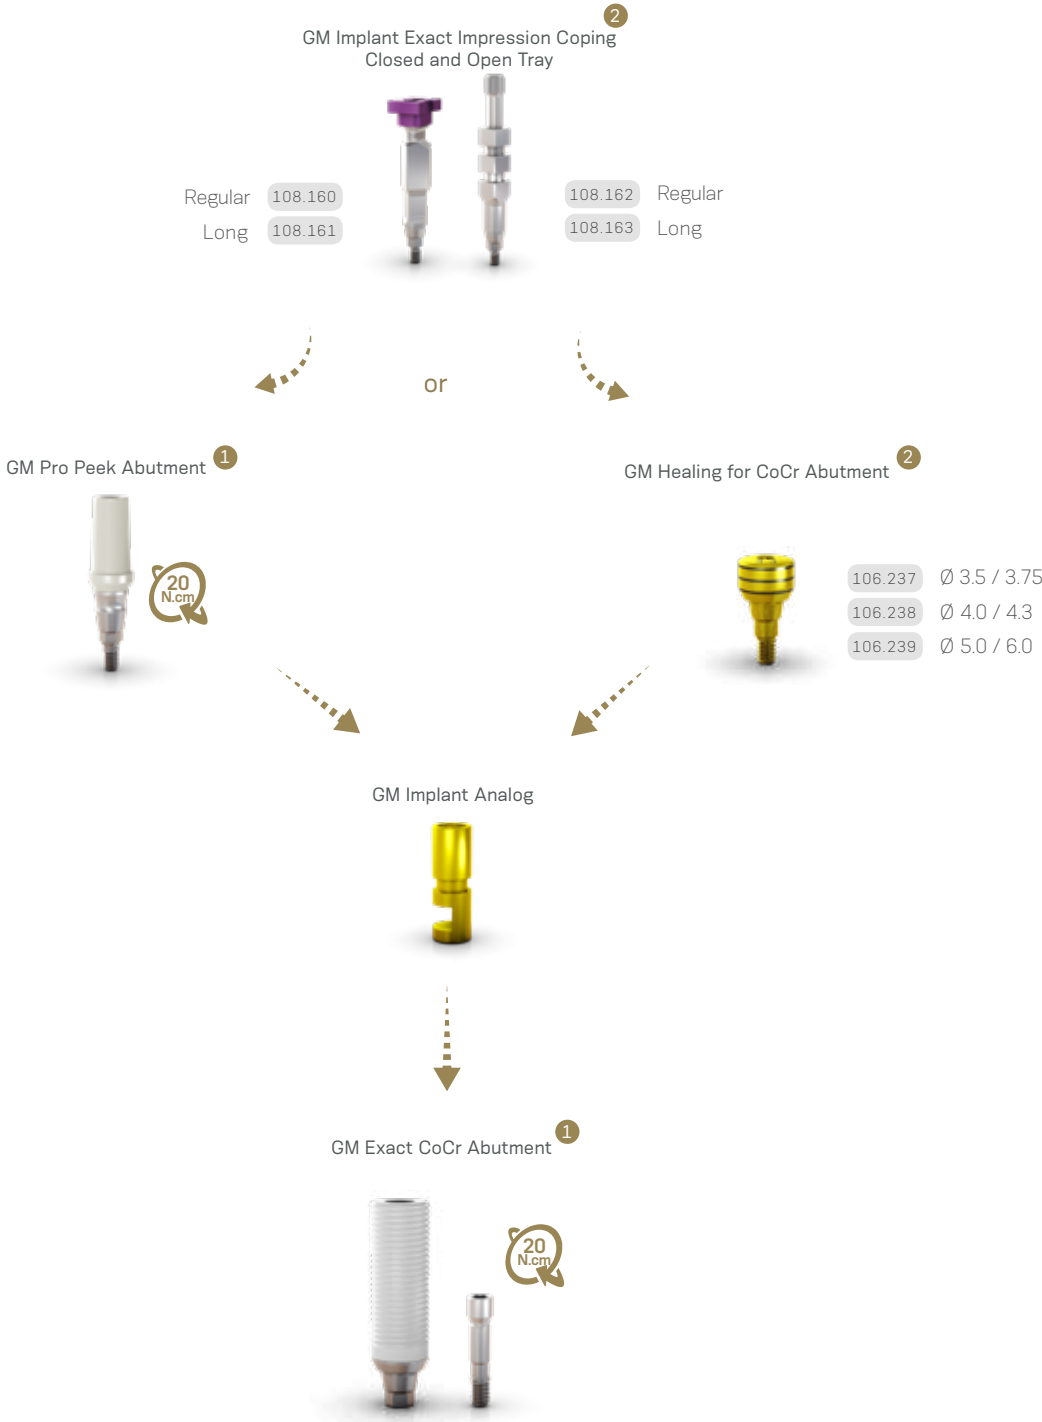 2
GM Implant Exact Impression Coping
Closed and Open Tray
Regular 108.160
Long 108.161
108.162 Regular
108.163 Long
or
GM Pro Peek Abutment 1
20
N.cm
GM Healing for CoCr Abutment 2
106.237 Ø 3.5 / 3.75
106.238 Ø 4.0 / 4.3
106.239 Ø 5.0 / 6.0
GM Implant Analog
GM Exact CoCr Abutment 1
20
N.cm